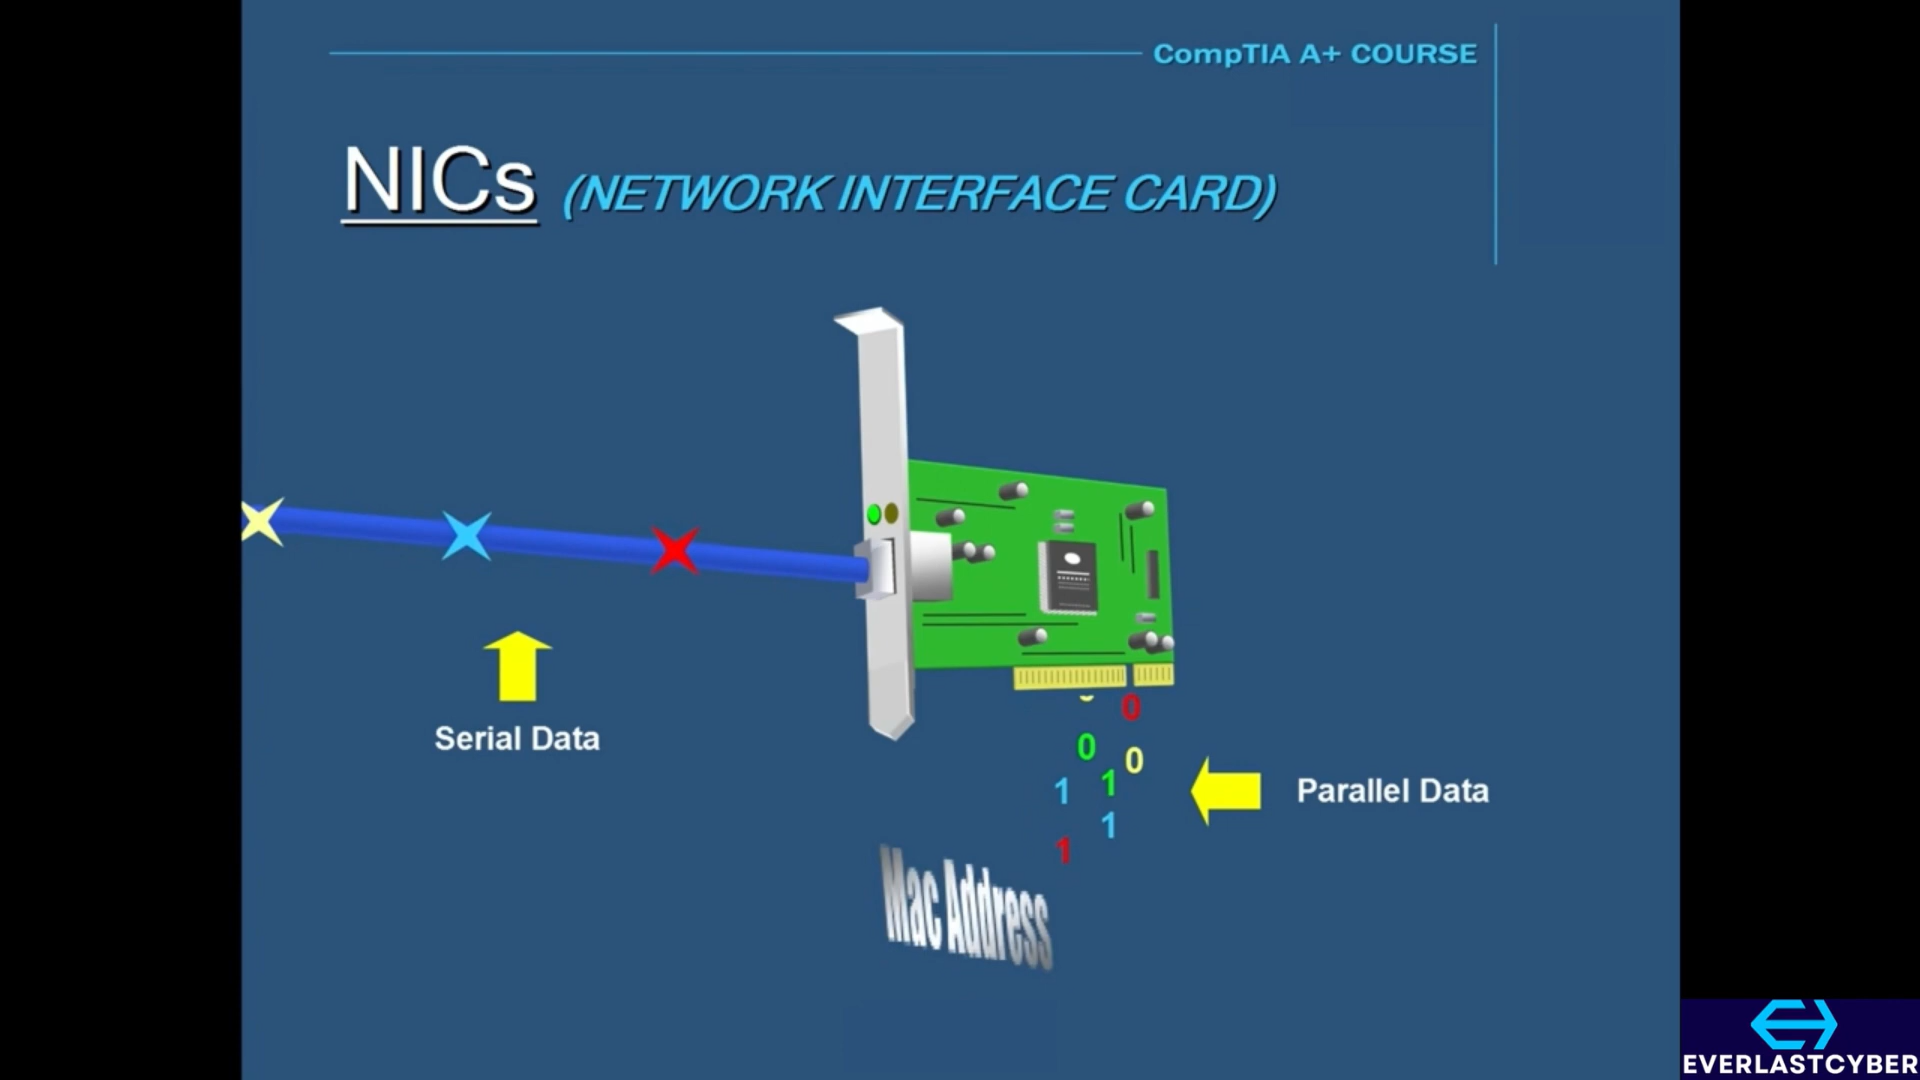 CompTIA A+ COURSE
NICs (NETWORK INTERFACE CARD)
Serial Data
0
0 0
1 1
1
1
Parallel Data
Mac Address
EVERLASTCYBER